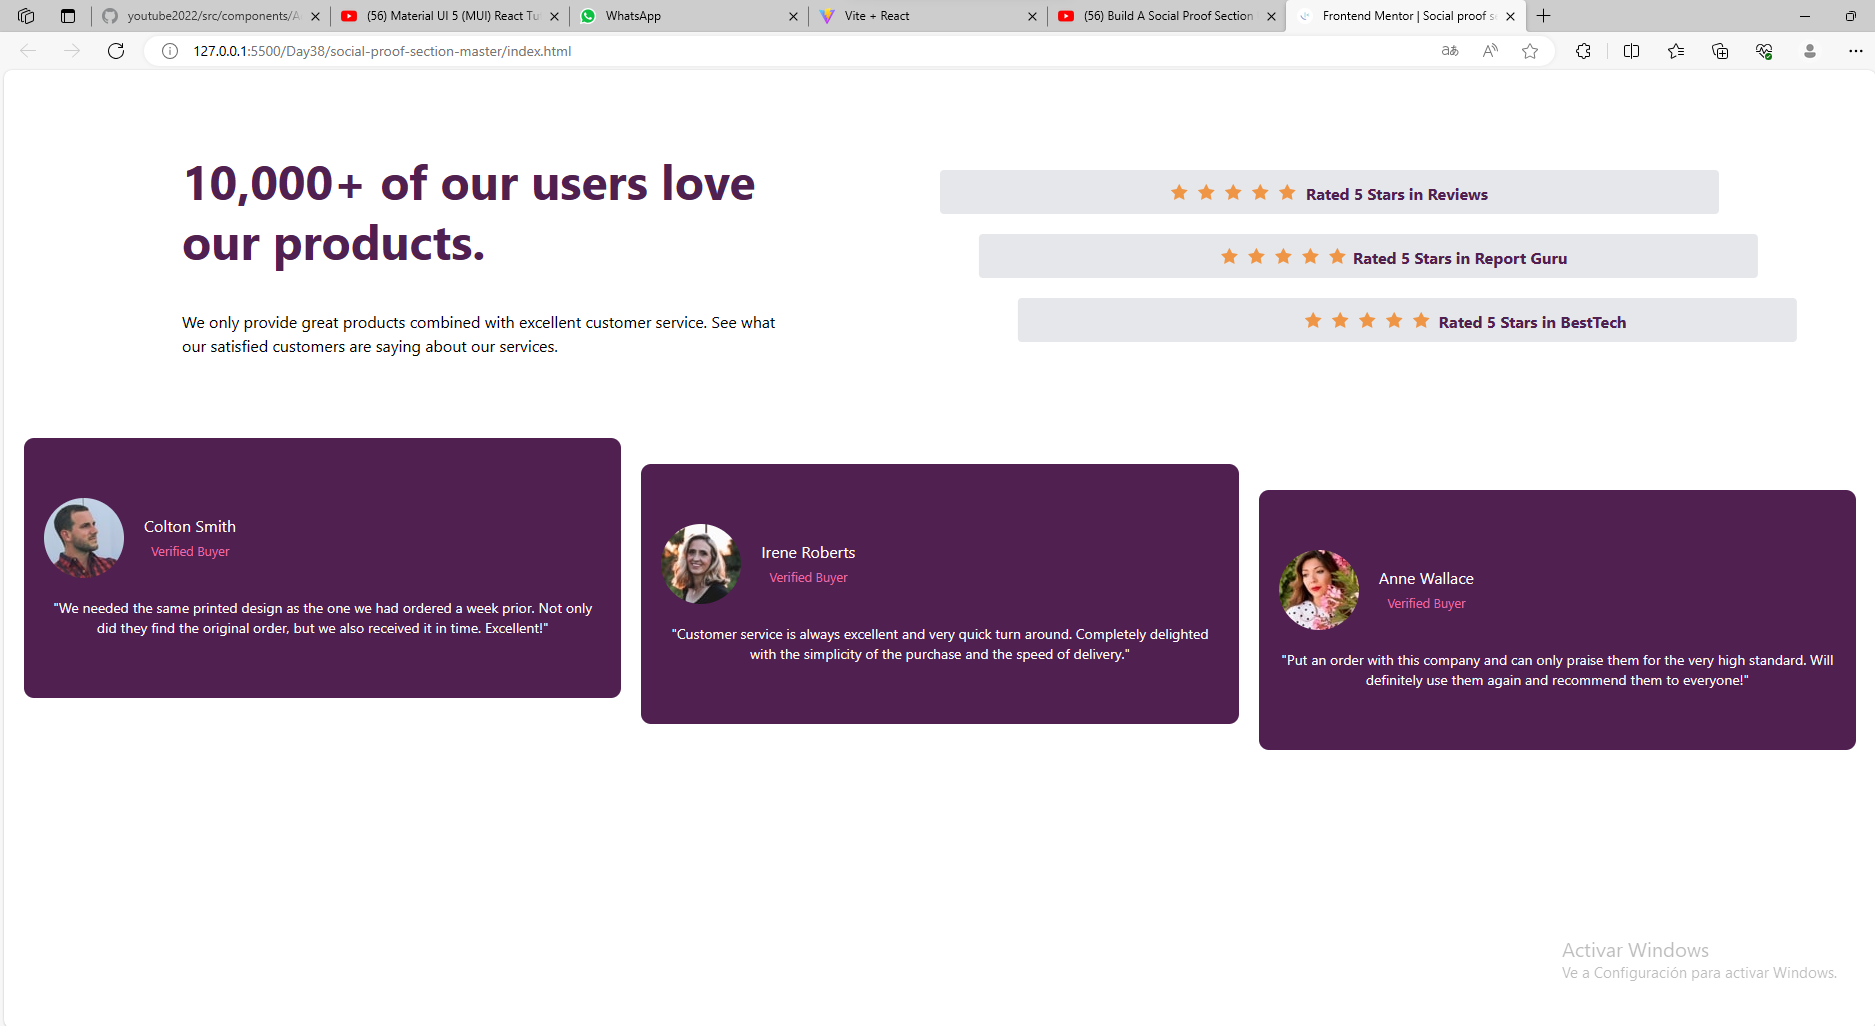 youtube2022/src/components/A
(56) Material UI 5 (MUI) React Tu
WhatsApp
Vite + React
(56) Build A Social Proof Section
Frontend Mentor | Social proof s
127.0.0.1:5500/Day38/social-proof-section-master/index.html
10,000+ of our users love
our products.
We only provide great products combined with excellent customer service. See what
our satisfied customers are saying about our services.
Rated 5 Stars in Reviews
Rated 5 Stars in Report Guru
Rated 5 Stars in BestTech
Colton Smith
Verified Buyer
"We needed the same printed design as the one we had ordered a week prior. Not only
did they find the original order, but we also received it in time. Excellent!"
Irene Roberts
Verified Buyer
"Customer service is always excellent and very quick turn around. Completely delighted
with the simplicity of the purchase and the speed of delivery."
Anne Wallace
Verified Buyer
"Put an order with this company and can only praise them for the very high standard. Will
definitely use them again and recommend them to everyone!"
Activar Windows
Ve a Configuración para activar Windows.